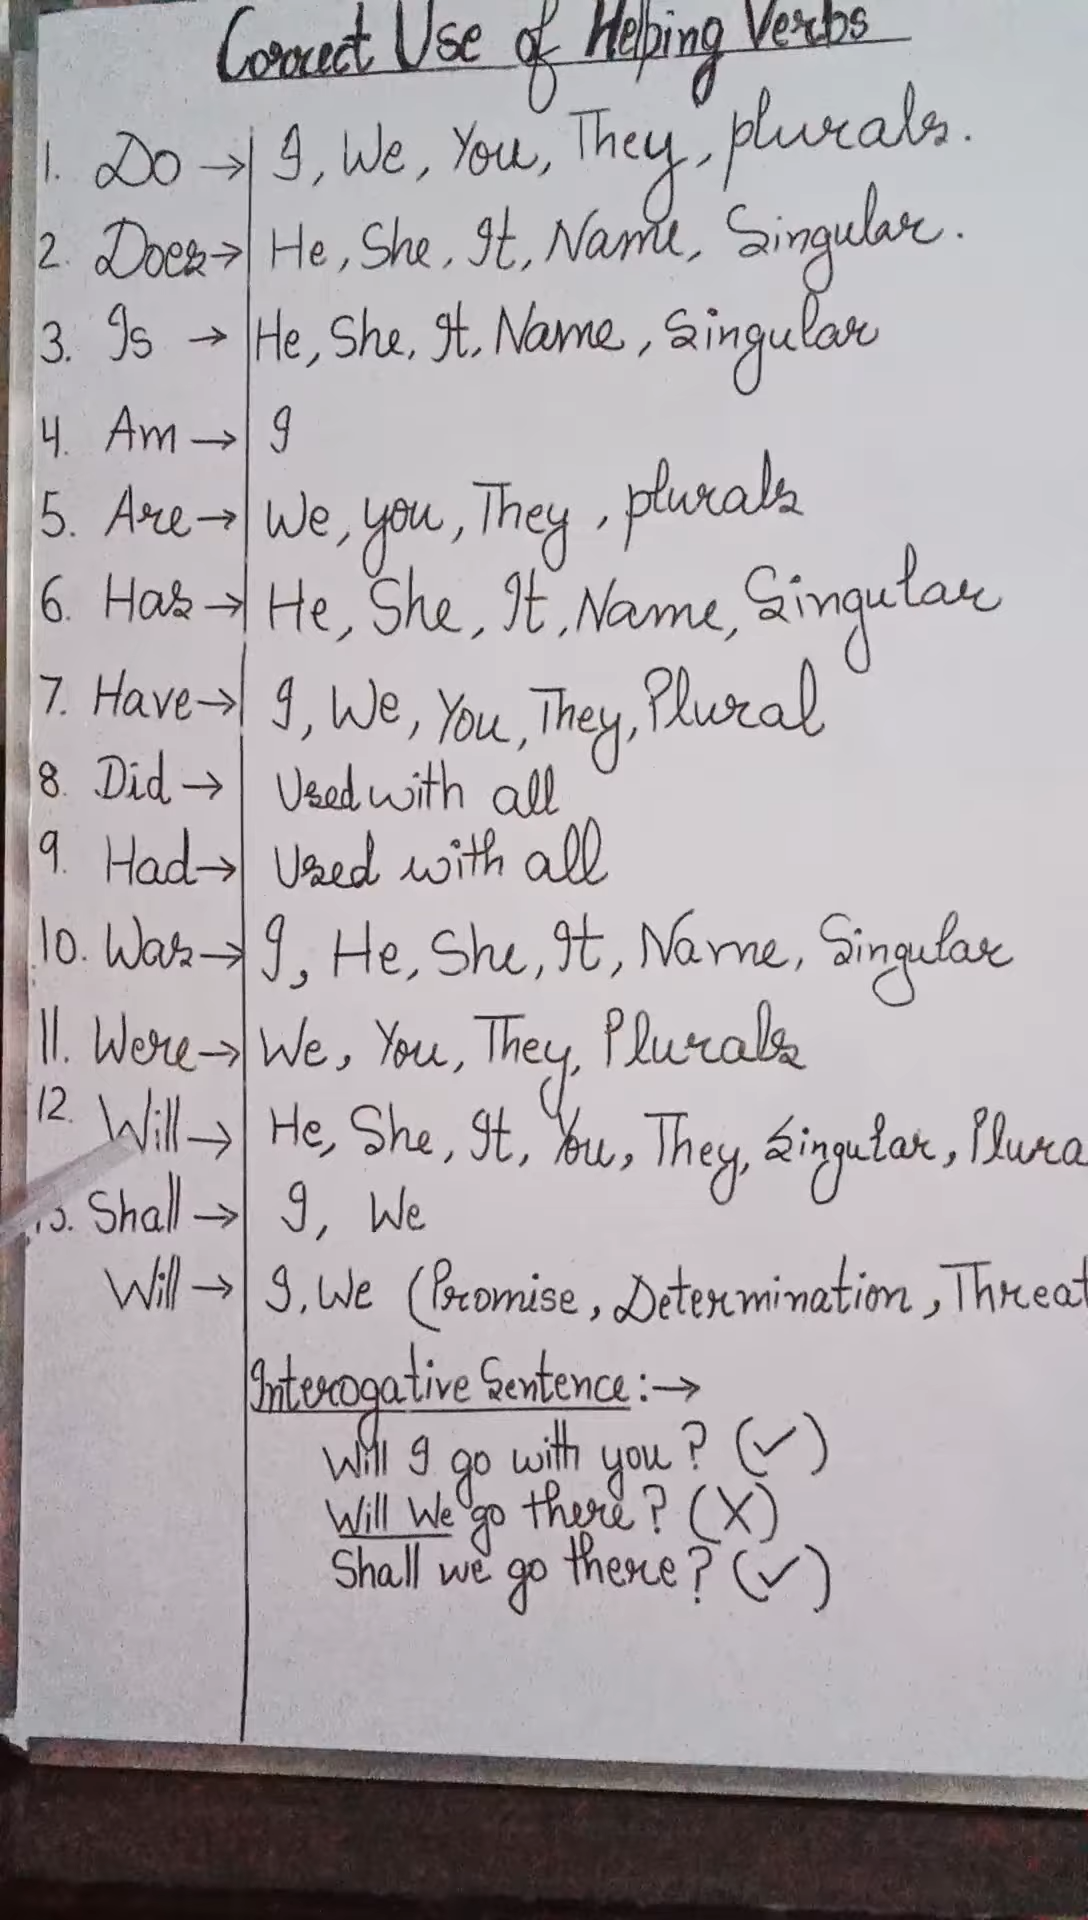 Correct Use of Helping Verbs
1. Do → I, We, You, They, plurals.
2. Does → He, She, It, Name, Singular.
3. Is → He, She, It, Name, Singular
4. Am → I
5. Are → We, you, They, plurals
6. Has → He, She, It, Name, Singular
7. Have → I, We, You, They, Plural
8. Did → Used with all
9. Had → Used with all
10. Was → I, He, She, It, Name, Singular
11. Were → We, You, They, Plurals
12. Will → He, She, It, You, They, Singular, Plura
13. Shall → I, We
Will → I, We (Promise, Determination, Threat
Interogative Sentence :→
Will I go with you? (✓)
Will We go there? (X)
Shall we go there? (✓)